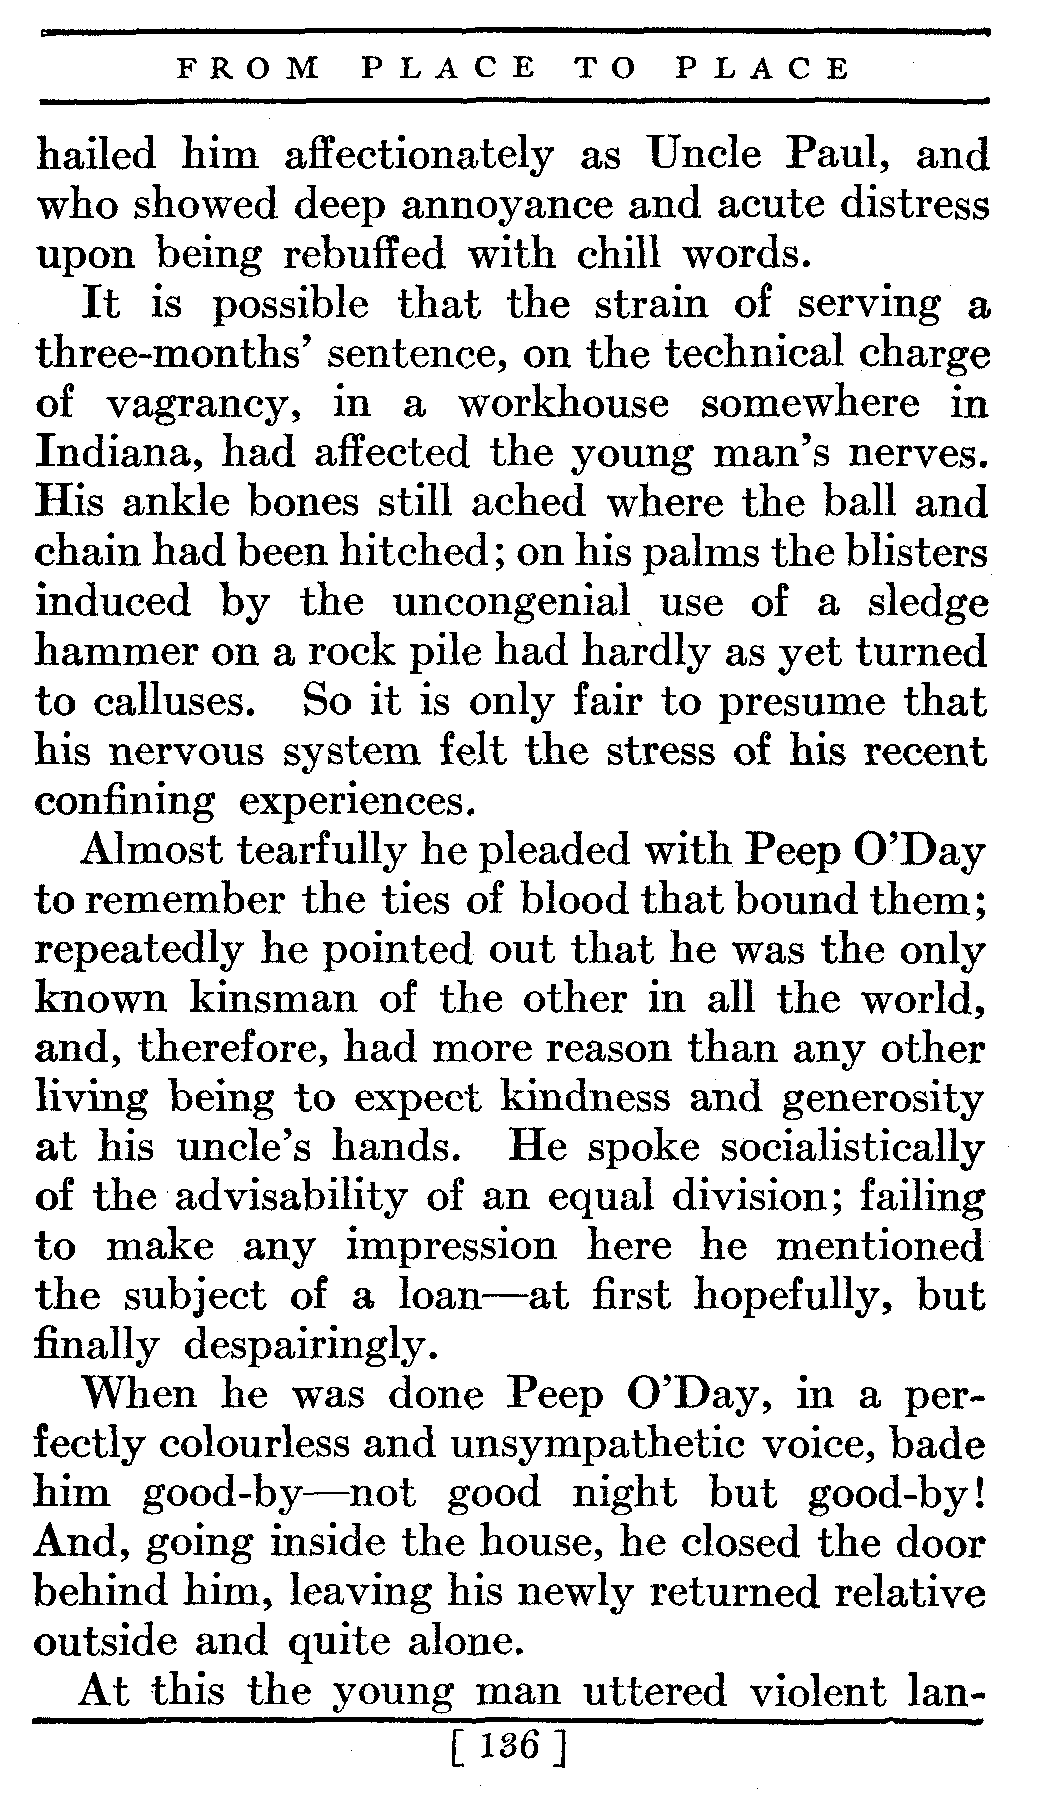 FROM PLACE TO PLACE
hailed him affectionately as Uncle Paul, and
who showed deep annoyance and acute distress
upon being rebuffed with chill words.
It is possible that the strain of serving a
three-months’ sentence, on the technical charge
of vagrancy, in a workhouse somewhere in
Indiana, had affected the young man’s nerves.
His ankle bones still ached where the ball and
chain had been hitched; on his palms the blisters
induced by the uncongenial use of a sledge
hammer on a rock pile had hardly as yet turned
to calluses. So it is only fair to presume that
his nervous system felt the stress of his recent
confining experiences.
Almost tearfully he pleaded with Peep O’Day
to remember the ties of blood that bound them;
repeatedly he pointed out that he was the only
known kinsman of the other in all the world,
and, therefore, had more reason than any other
living being to expect kindness and generosity
at his uncle’s hands. He spoke socialistically
of the advisability of an equal division; failing
to make any impression here he mentioned
the subject of a loan—at first hopefully, but
finally despairingly.
When he was done Peep O’Day, in a per-
fectly colourless and unsympathetic voice, bade
him good-by—not good night but good-by!
And, going inside the house, he closed the door
behind him, leaving his newly returned relative
outside and quite alone.
At this the young man uttered violent lan-
[ 136 ]